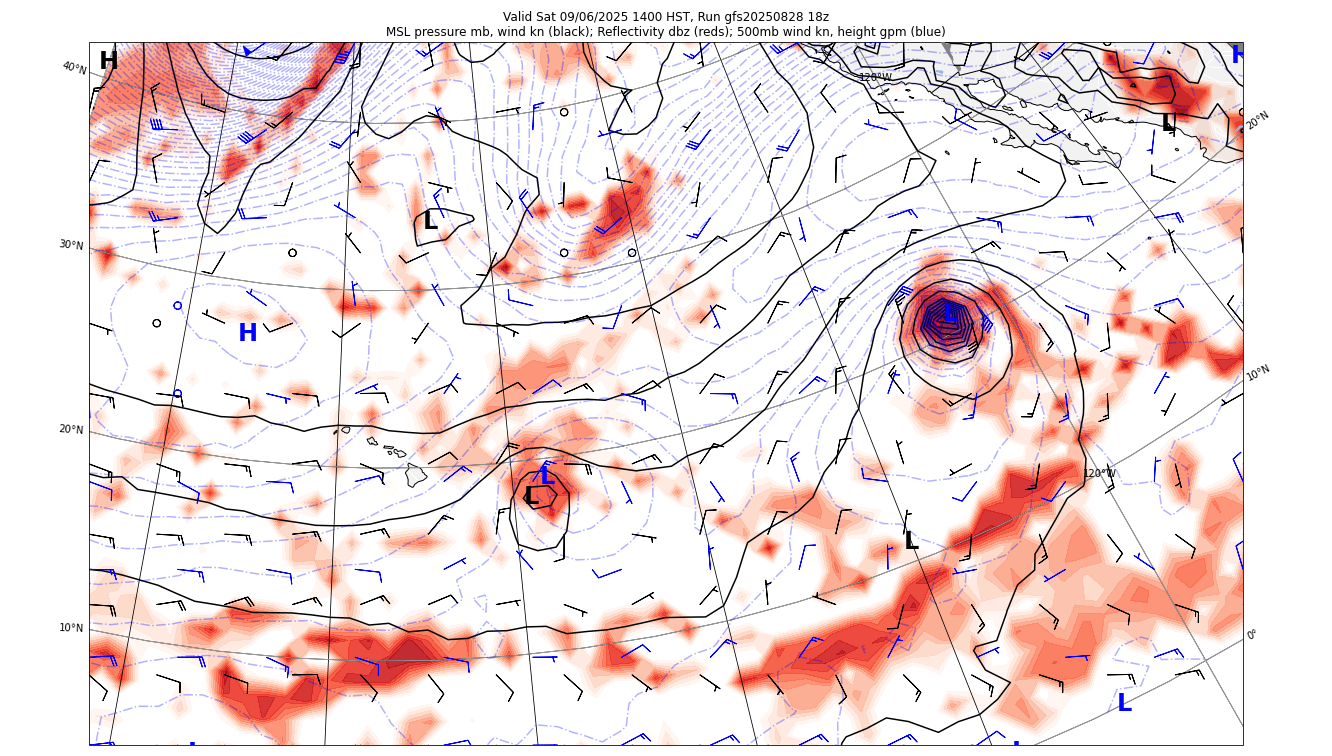 Valid Sat 09/06/2025 1400 HST, Run gfs20250828 18z
MSL pressure mb, wind kn (black); Reflectivity dbz (reds); 500mb wind kn, height gpm (blue)
H
H
40°N
120°W
L
20°N
L
30°N
L
H
10°N
20°N
120°W
L
L
L
10°N
0°
L